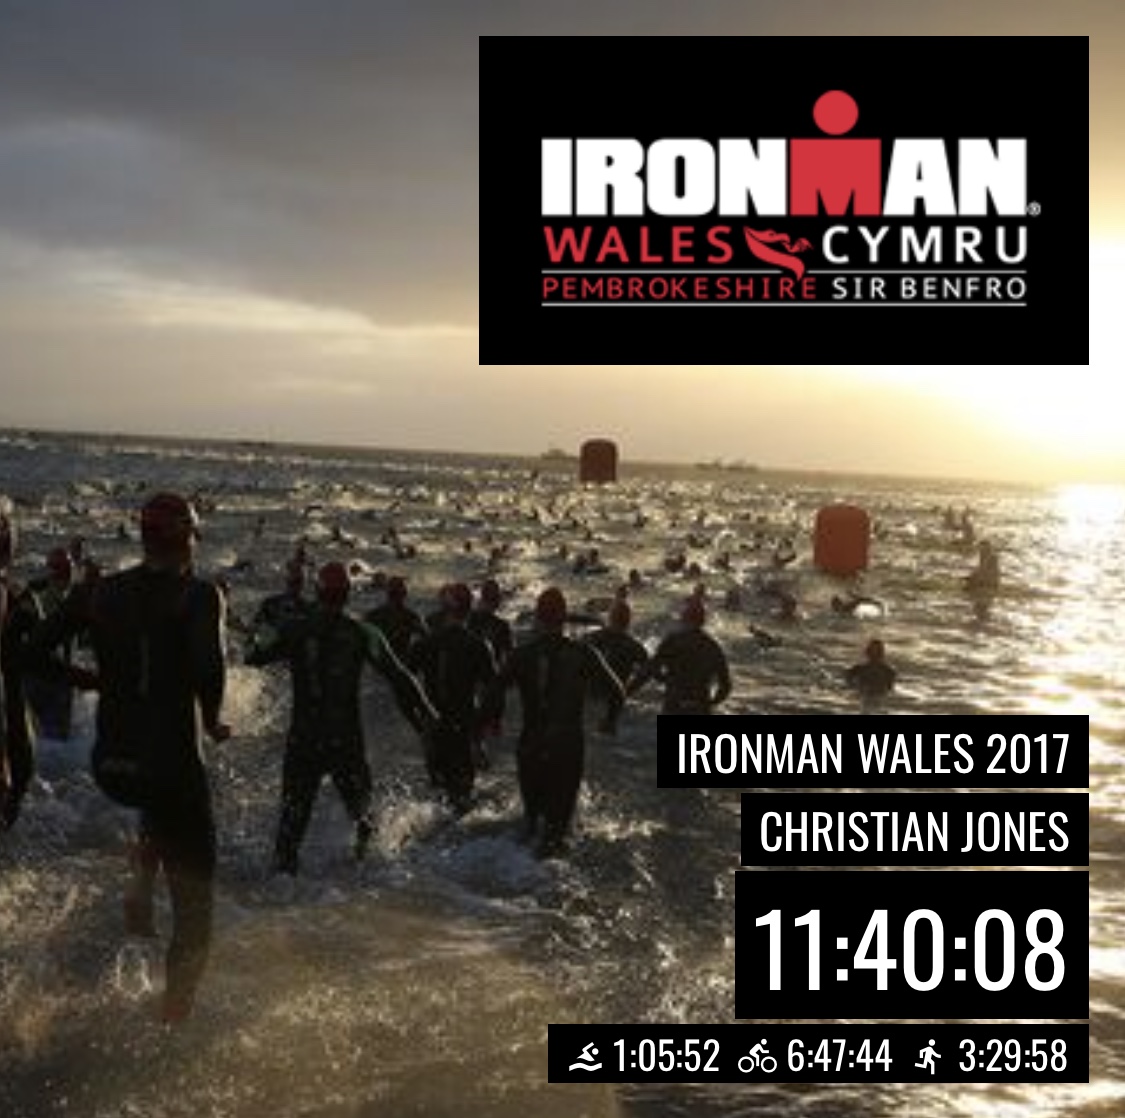 IRONMAN®
WALES CYMRU
PEMBROKESHIRE SIR BENFRO
IRONMAN WALES 2017
CHRISTIAN JONES
11:40:08
1:05:52 6:47:44 3:29:58